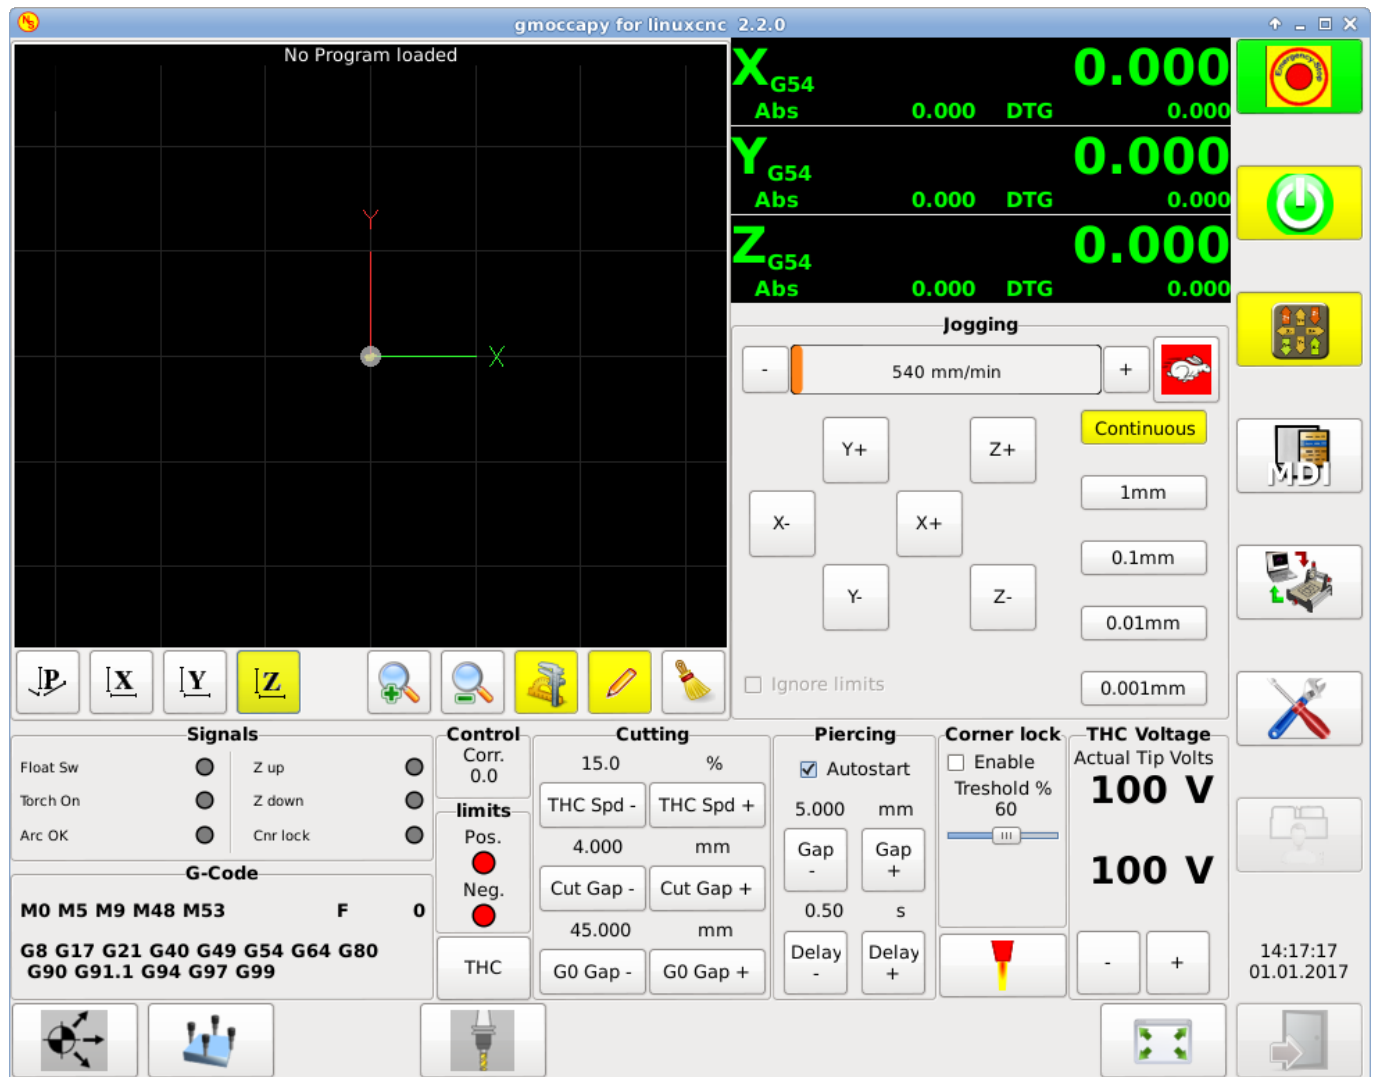 gmoccapy for linuxcnc 2.2.0
No Program loaded
Y
X
X G54 0.000
Abs 0.000 DTG 0.000
Y G54 0.000
Abs 0.000 DTG 0.000
Z G54 0.000
Abs 0.000 DTG 0.000
Emergency-Stop
Jogging
- 540 mm/min +
Continuous
Y+ Z+
1mm
X- X+
0.1mm
Y- Z-
0.01mm
Ignore limits
0.001mm
MDI
P X Y Z
Signals
Float Sw Z up
Torch On Z down
Arc OK Cnr lock
G-Code
M0 M5 M9 M48 M53 F 0
G8 G17 G21 G40 G49 G54 G64 G80
G90 G91.1 G94 G97 G99
Control
Corr.
0.0
limits
Pos.
Neg.
THC
Cutting
15.0 %
THC Spd - THC Spd +
4.000 mm
Cut Gap - Cut Gap +
45.000 mm
G0 Gap - G0 Gap +
Piercing
Autostart
5.000 mm
Gap - Gap +
0.50 s
Delay - Delay +
Corner lock
Enable
Treshold %
60
THC Voltage
Actual Tip Volts
100 V
100 V
- +
14:17:17
01.01.2017